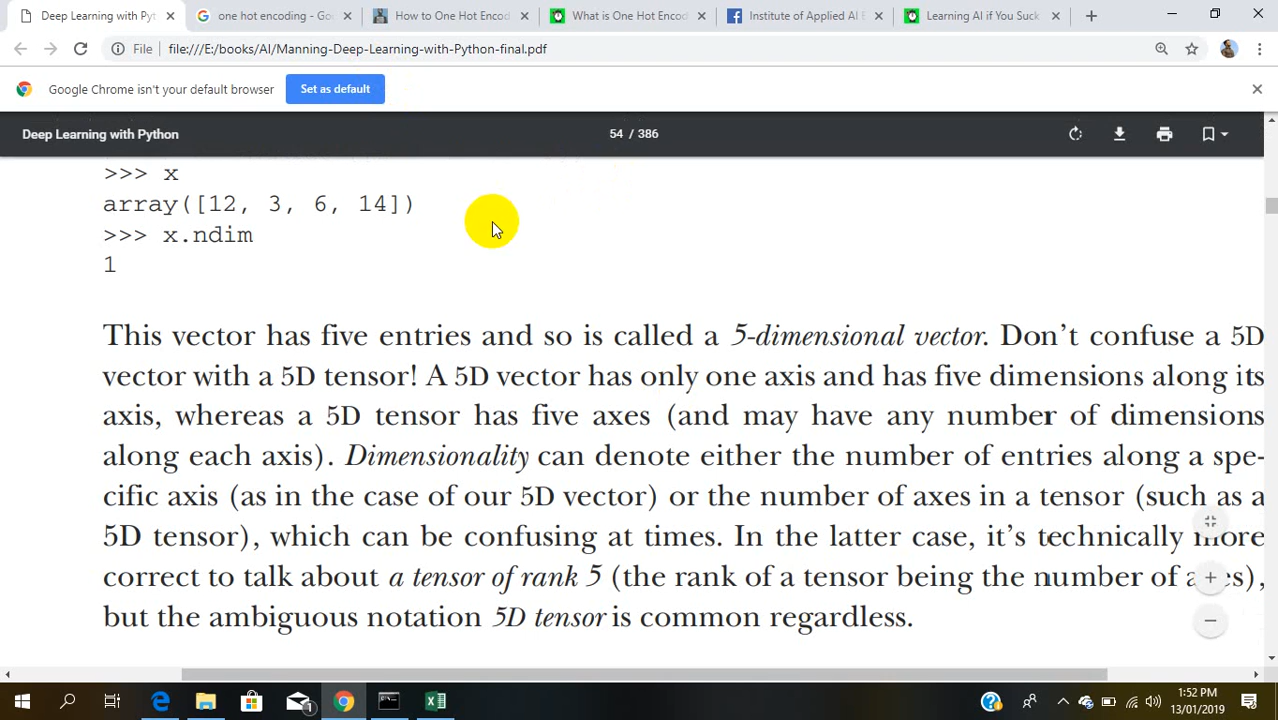 Deep Learning with Pyt
one hot encoding - Goo
How to One Hot Encod
What is One Hot Encod
Institute of Applied AI E
Learning AI if You Suck
File
file:///E:/books/AI/Manning-Deep-Learning-with-Python-final.pdf
Google Chrome isn't your default browser
Set as default
Deep Learning with Python
54 / 386
>>> x
array([12, 3, 6, 14])
>>> x.ndim
1
This vector has five entries and so is called a 5-dimensional vector. Don't confuse a 5D
vector with a 5D tensor! A 5D vector has only one axis and has five dimensions along its
axis, whereas a 5D tensor has five axes (and may have any number of dimensions
along each axis). Dimensionality can denote either the number of entries along a spe-
cific axis (as in the case of our 5D vector) or the number of axes in a tensor (such as a
5D tensor), which can be confusing at times. In the latter case, it's technically more
correct to talk about a tensor of rank 5 (the rank of a tensor being the number of axes),
but the ambiguous notation 5D tensor is common regardless.
1:52 PM
13/01/2019